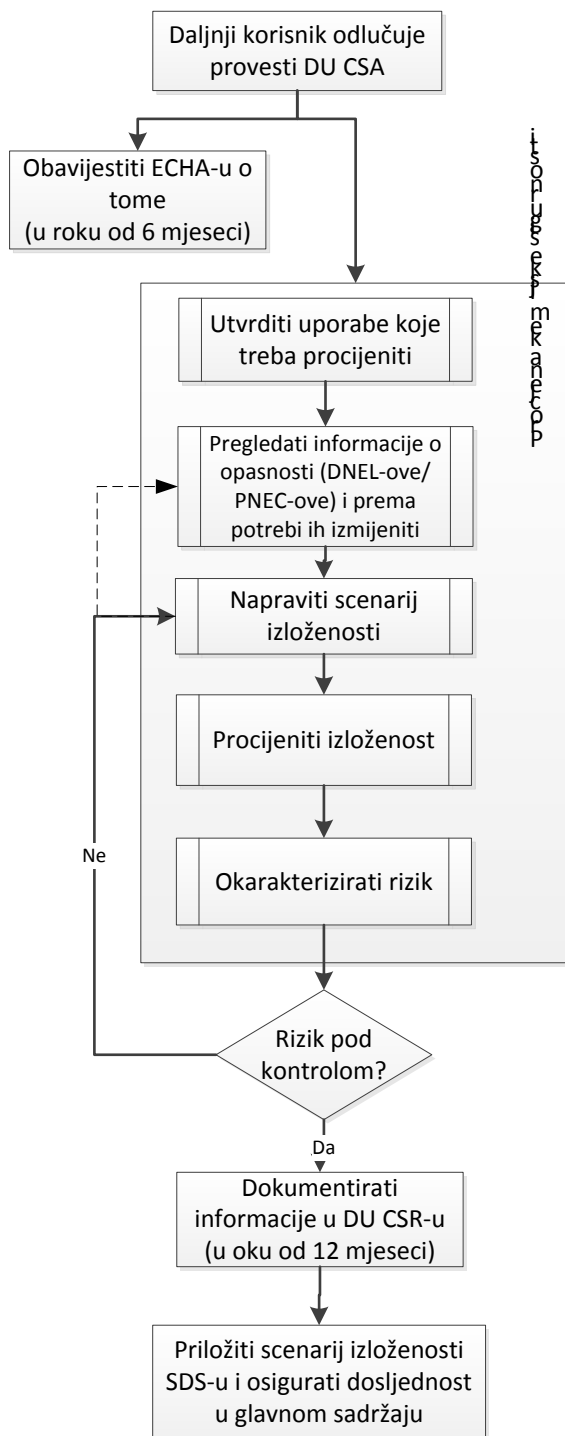 Daljnji korisnik odlučuje
provesti DU CSA
Obavijestiti ECHA-u o
tome
(u roku od 6 mjeseci)
Procjena kemijske sigurnosti
Utvrditi uporabe koje
treba procijeniti
Pregledati informacije o
opasnosti (DNEL-ove/
PNEC-ove) i prema
potrebi ih izmijeniti
Napraviti scenarij
izloženosti
Procijeniti izloženost
Ne
Okarakterizirati rizik
Rizik pod
kontrolom?
Da
Dokumentirati
informacije u DU CSR-u
(u oku od 12 mjeseci)
Priložiti scenarij izloženosti
SDS-u i osigurati dosljednost
u glavnom sadržaju